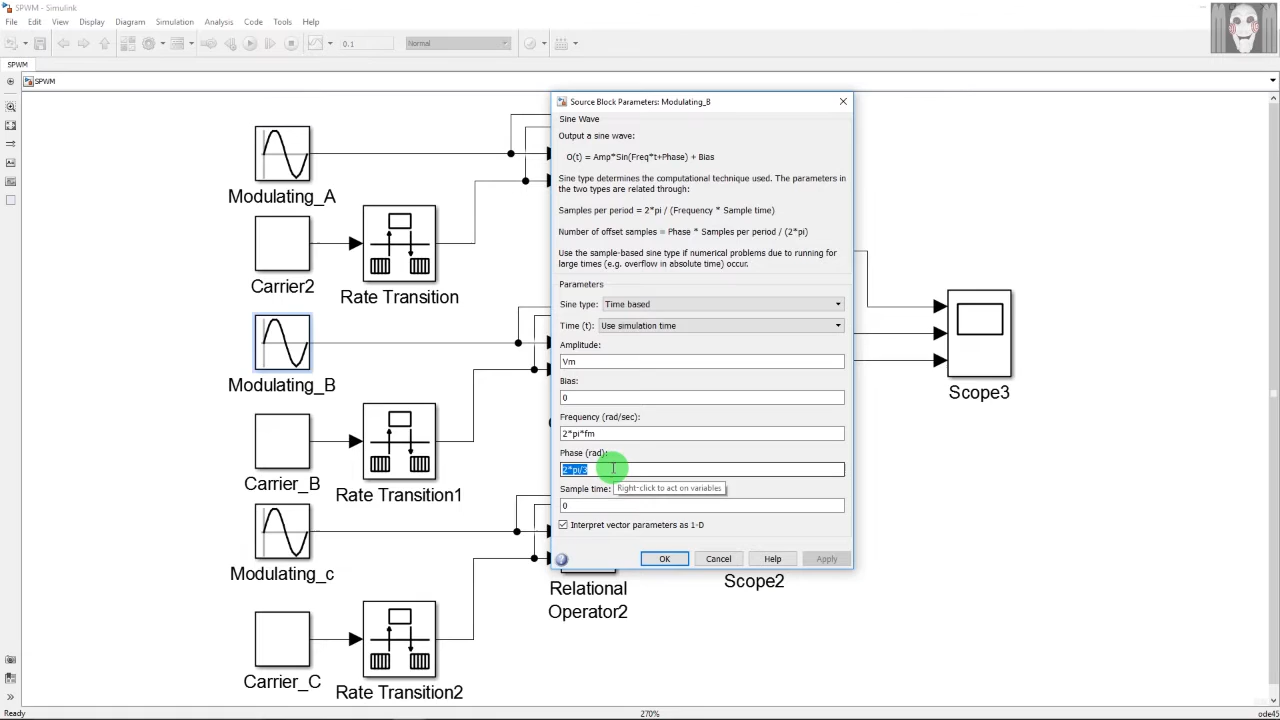 SPWM - Simulink
File Edit View Display Diagram Simulation Analysis Code Tools Help
0.1
Normal
SPWM
SPWM
Modulating_A
Carrier2
Rate Transition
Modulating_B
Carrier_B
Rate Transition1
Modulating_c
Carrier_C
Rate Transition2
Source Block Parameters: Modulating_B
Sine Wave
Output a sine wave:
O(t) = Amp*Sin(Freq*t+Phase) + Bias
Sine type determines the computational technique used. The parameters in
the two types are related through:
Samples per period = 2*pi / (Frequency * Sample time)
Number of offset samples = Phase * Samples per period / (2*pi)
Use the sample-based sine type if numerical problems due to running for
large times (e.g. overflow in absolute time) occur.
Parameters
Sine type: Time based
Time (t): Use simulation time
Amplitude:
Vm
Bias:
0
Frequency (rad/sec):
2*pi*fm
Phase (rad):
2*pi/3
Right-click to act on variables
Sample time:
0
Interpret vector parameters as 1-D
OK Cancel Help Apply
Relational
Operator2
Scope2
Scope3
Ready
270%
ode45